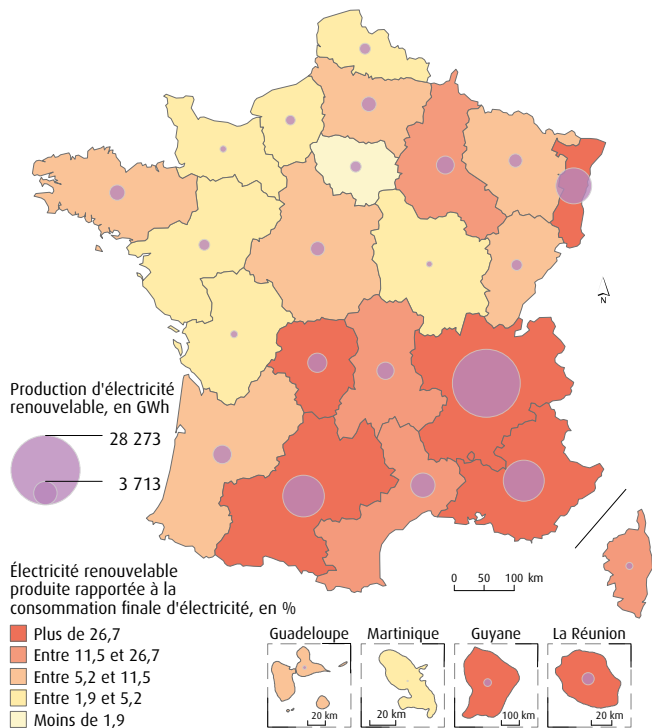 N
Production d'électricité
renouvelable, en GWh
28 273
3 713
0 50 100 km
Électricité renouvelable
produite rapportée à la
consommation finale d'électricité, en %
Plus de 26,7
Entre 11,5 et 26,7
Entre 5,2 et 11,5
Entre 1,9 et 5,2
Moins de 1,9
Guadeloupe
20 km
Martinique
20 km
Guyane
100 km
La Réunion
20 km